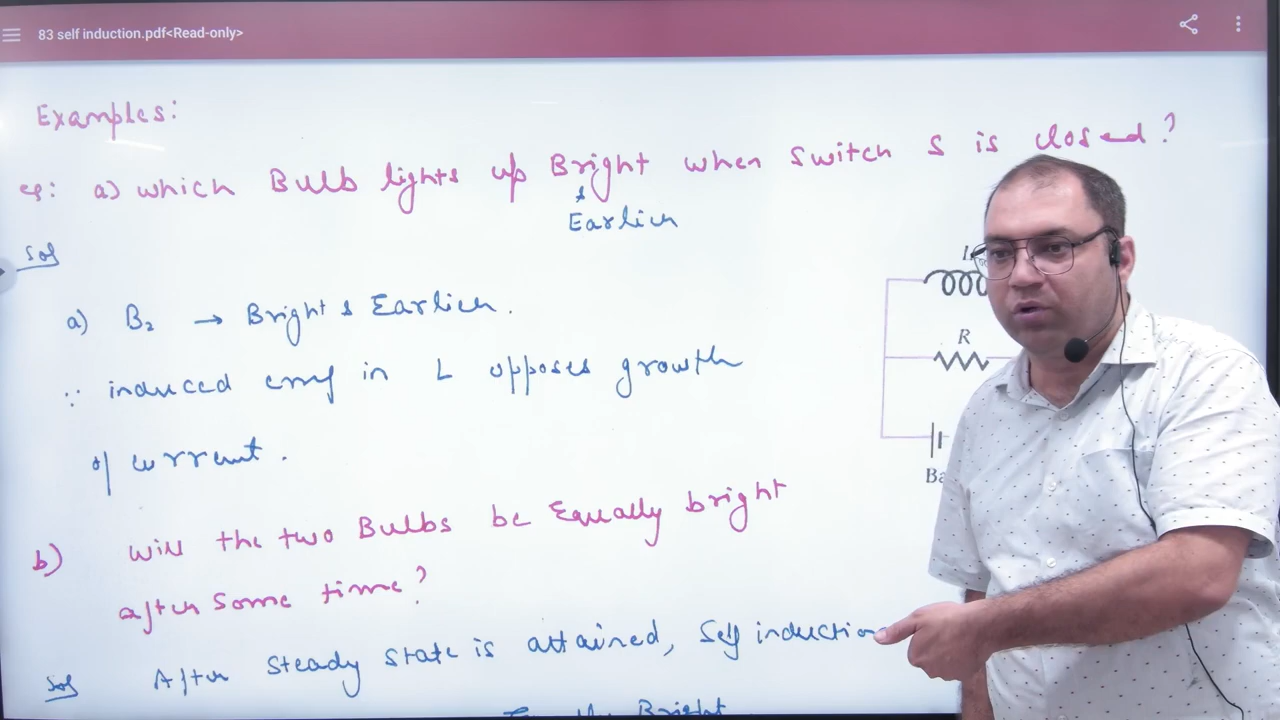 83 self induction.pdf<Read-only>
Examples:
eg: a) which Bulb lights up Bright when switch S is closed?
& Earlier
Sol
a) B₂ → Bright & Earlier.
∵ induced emf in L opposes growth
of current.
b) will the two Bulbs be Equally bright
after some time?
Sol After steady state is attained, Self induction
Bright
L
R
Ba